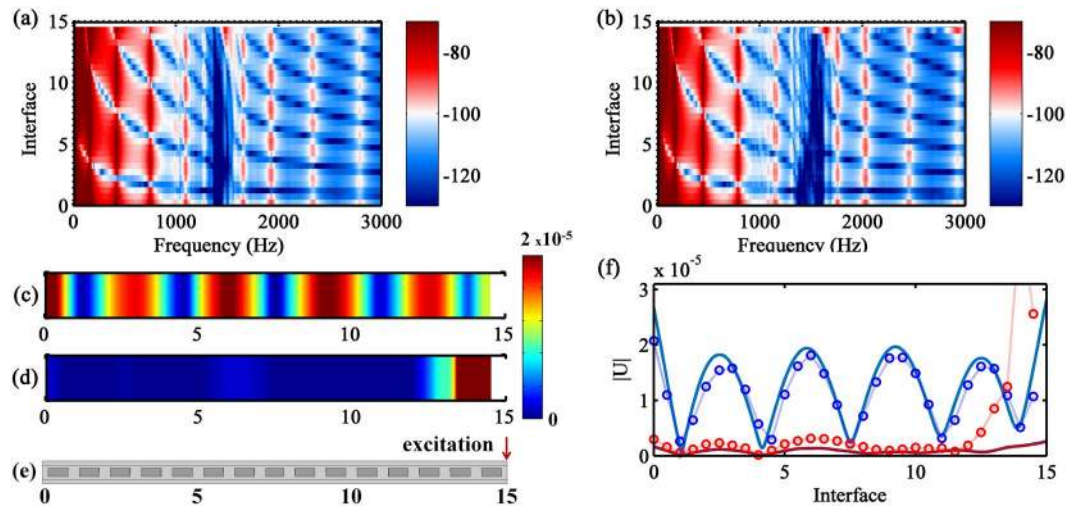 (a)
Interface
15
10
5
0
0 1000 2000 3000
Frequency (Hz)
-80
-100
-120
(b)
Interface
15
10
5
0
0 1000 2000 3000
Frequency (Hz)
-80
-100
-120
(c)
0 5 10 15
(d)
0 5 10 15
2 x10-5
0
excitation
(e)
0 5 10 15
(f)
x 10-5
|U|
3
2
1
0
0 5 10 15
Interface